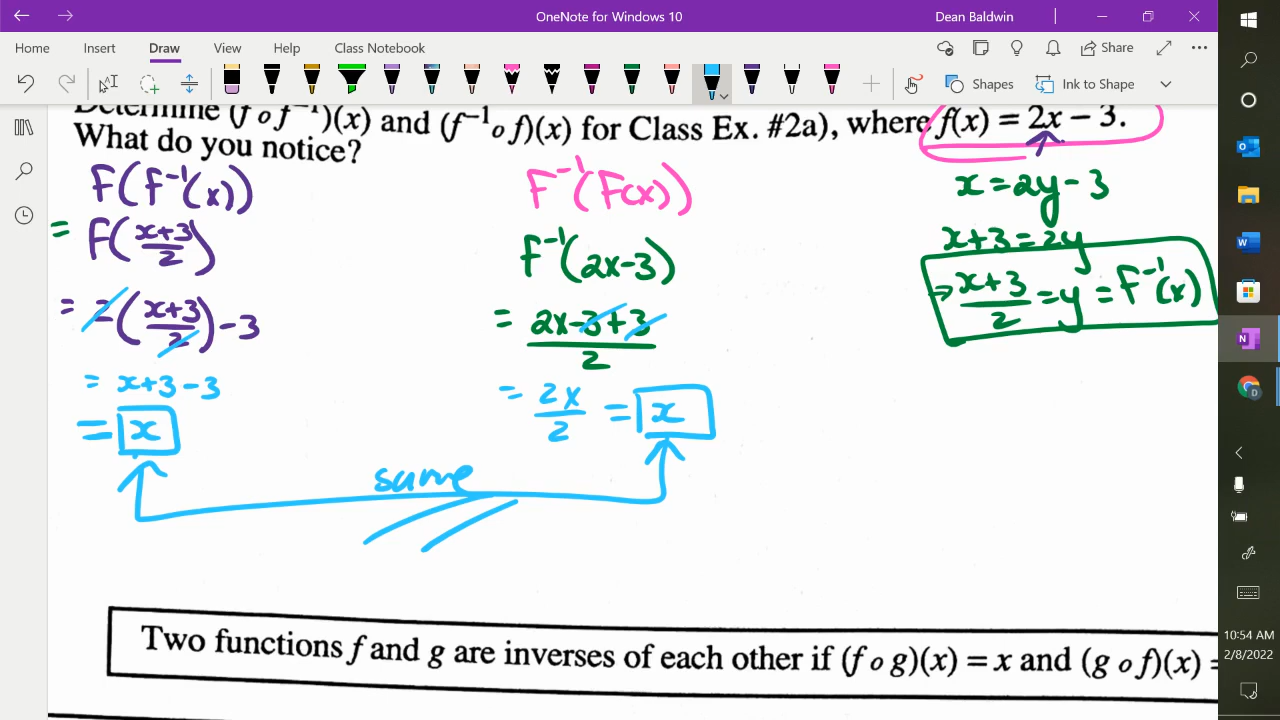 OneNote for Windows 10
Dean Baldwin
Home Insert Draw View Help Class Notebook Share
Shapes Ink to Shape
Determine (f o f⁻¹)(x) and (f⁻¹ o f)(x) for Class Ex. #2a), where f(x) = 2x − 3.
What do you notice?
F(F⁻¹(x))
= F(x+3/2)
= 2(x+3/2) - 3
= x+3-3
= x
F⁻¹(F(x))
F⁻¹(2x-3)
= 2x-3+3/2
= 2x/2 = x
same
x = 2y - 3
x+3 = 2y
→ x+3/2 = y = F⁻¹(x)
Two functions f and g are inverses of each other if (f o g)(x) = x and (g o f)(x) =
10:54 AM
2/8/2022